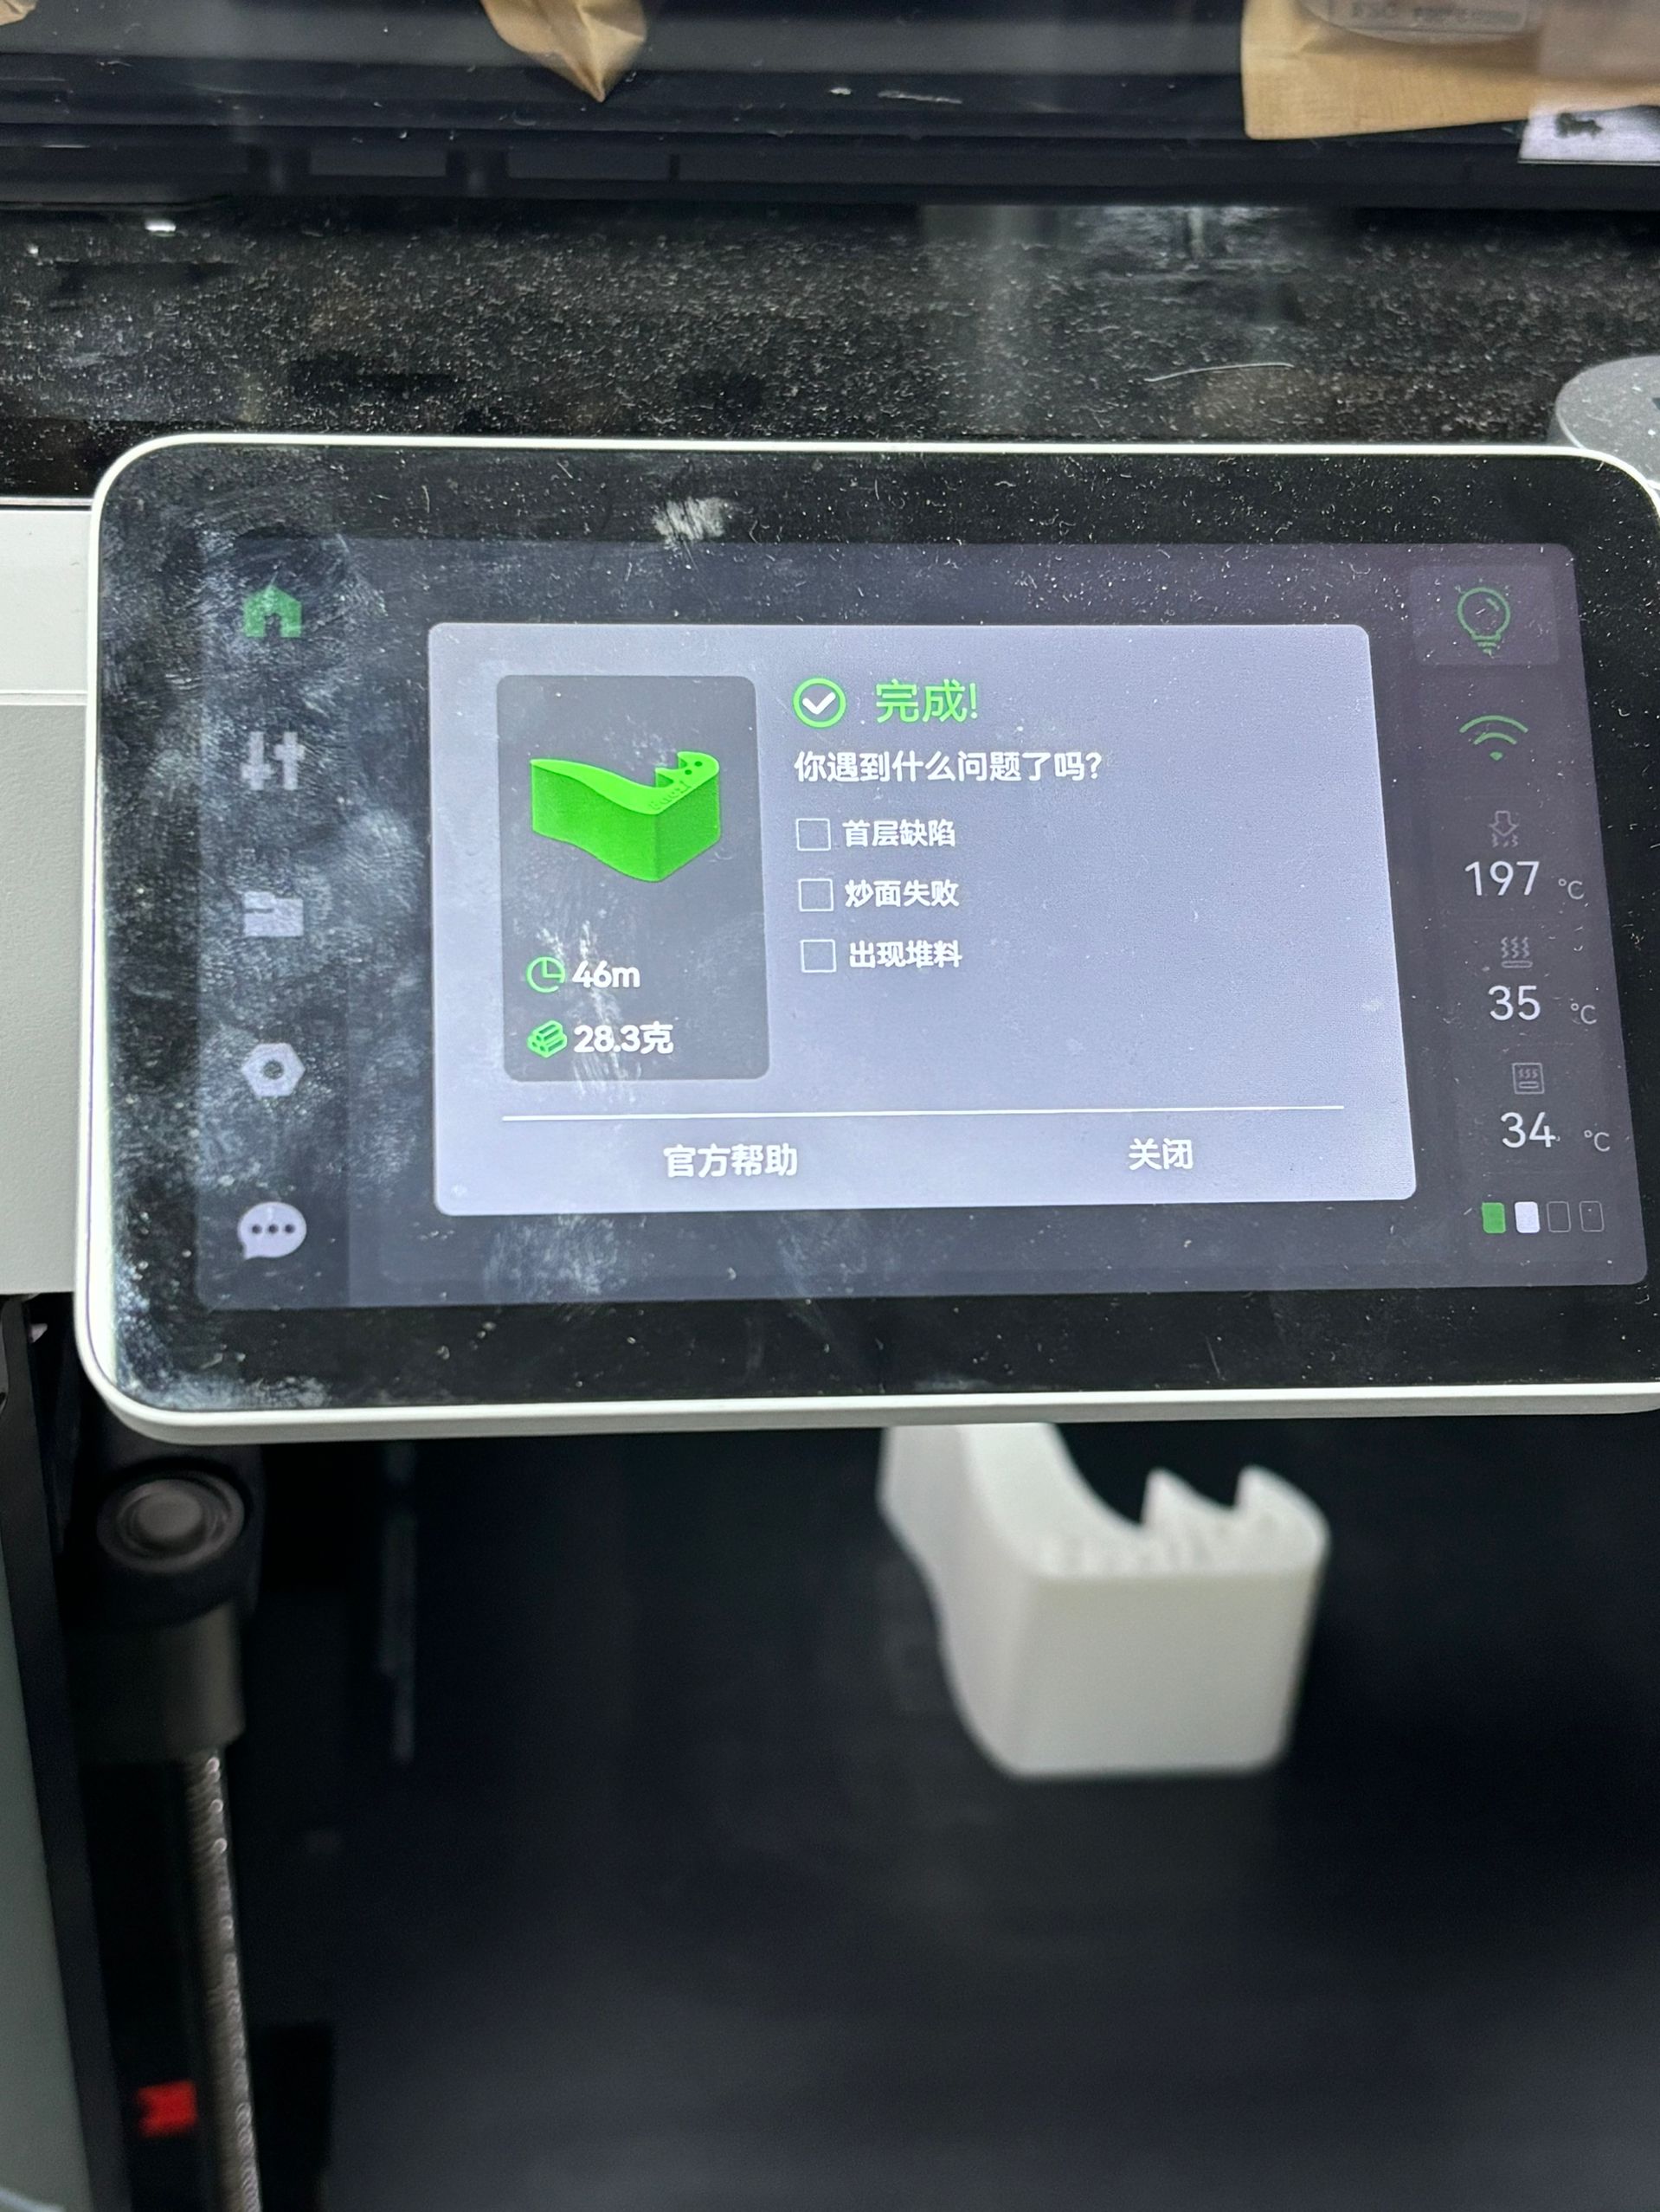 完成!
你遇到什么问题了吗?
首层缺陷
炒面失败
出现堆料
46m
28.3克
官方帮助
关闭
197 °C
35 °C
34 °C